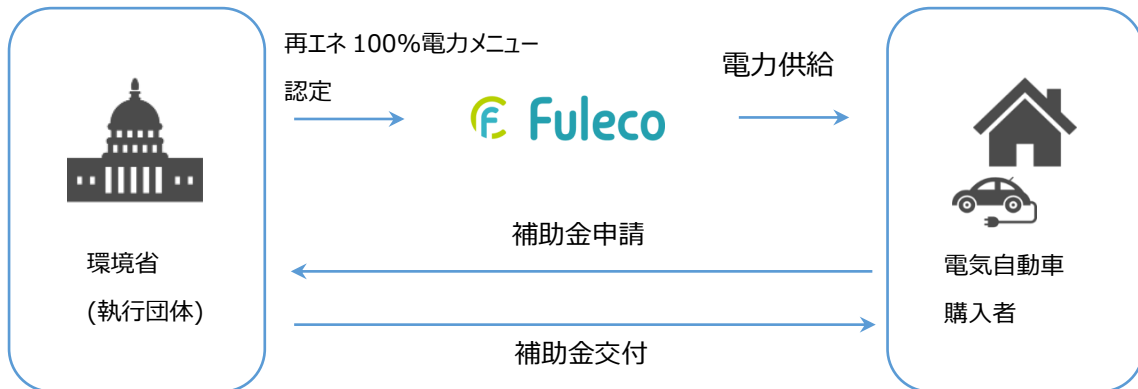 再エネ 100%電力メニュー
認定
Fuleco
電力供給
補助金申請
環境省
(執行団体)
電気自動車
購入者
補助金交付